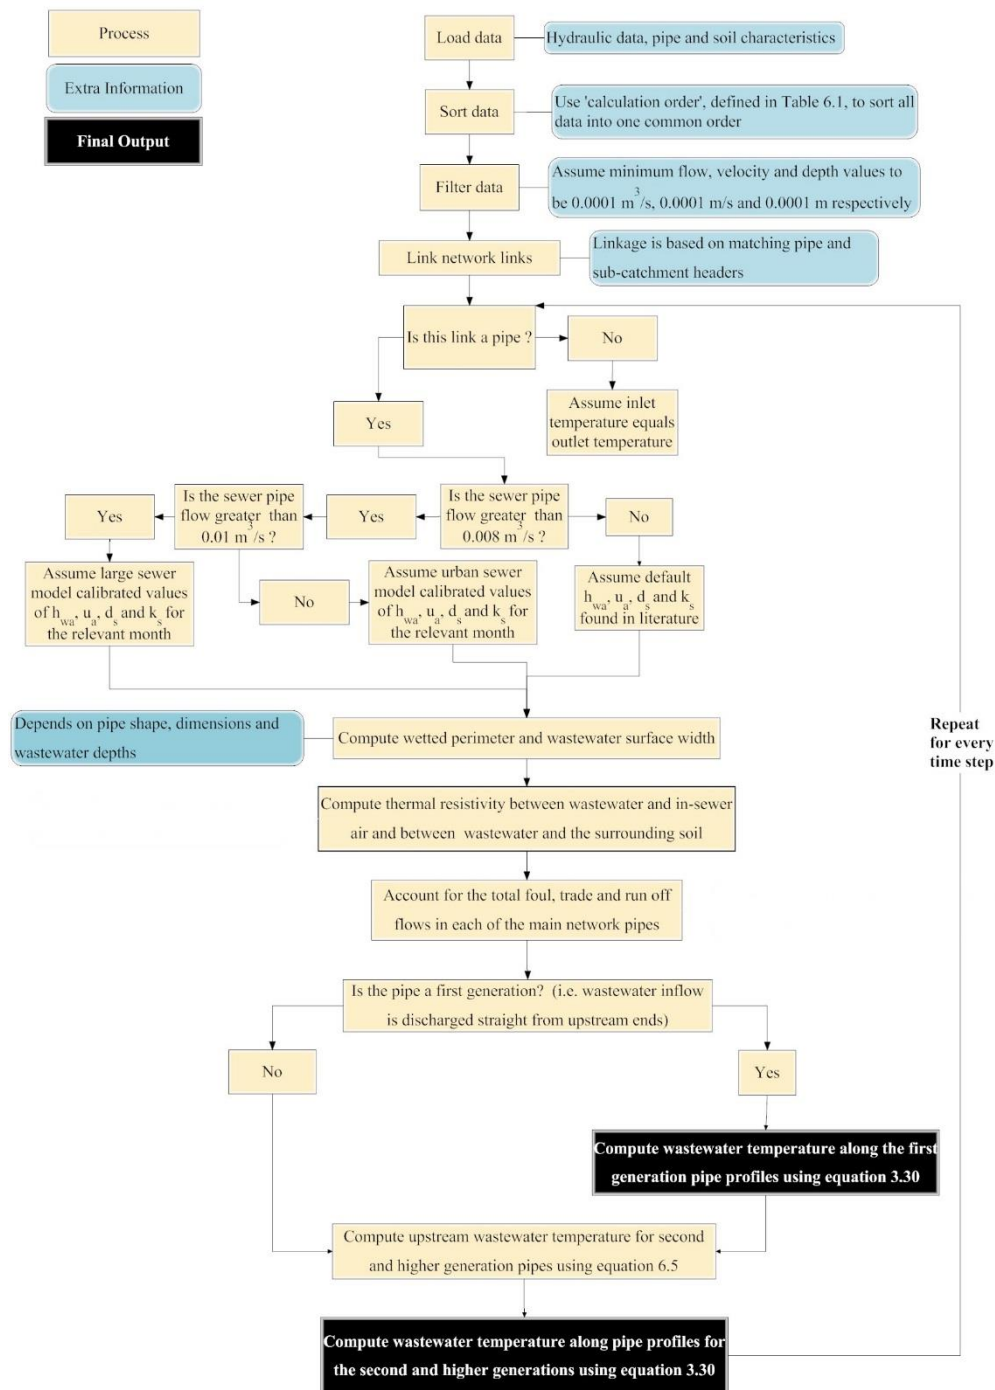 Process
Extra Information
Final Output
Load data
Hydraulic data, pipe and soil characteristics
Sort data
Use 'calculation order', defined in Table 6.1, to sort all
data into one common order
Filter data
Assume minimum flow, velocity and depth values to
be 0.0001 m³/s, 0.0001 m/s and 0.0001 m respectively
Link network links
Linkage is based on matching pipe and
sub-catchment headers
Is this link a pipe ?
No
Assume inlet
temperature equals
outlet temperature
Yes
Is the sewer pipe
flow greater than
0.008 m³/s ?
Yes
No
Is the sewer pipe
flow greater than
0.01 m³/s ?
Yes
No
Assume large sewer
model calibrated values
of h_wa, u_a, d_s and k_s for
the relevant month
Assume urban sewer
model calibrated values of
h_wa, u_a, d_s and k_s for
the relevant month
Assume default
h_wa, u_a, d_s and k_s
found in literature
Depends on pipe shape, dimensions and
wastewater depths
Compute wetted perimeter and wastewater surface width
Repeat
for every
time step
Compute thermal resistivity between wastewater and in-sewer
air and between wastewater and the surrounding soil
Account for the total foul, trade and run off
flows in each of the main network pipes
Is the pipe a first generation? (i.e. wastewater inflow
is discharged straight from upstream ends)
No
Yes
Compute wastewater temperature along the first
generation pipe profiles using equation 3.30
Compute upstream wastewater temperature for second
and higher generation pipes using equation 6.5
Compute wastewater temperature along pipe profiles for
the second and higher generations using equation 3.30